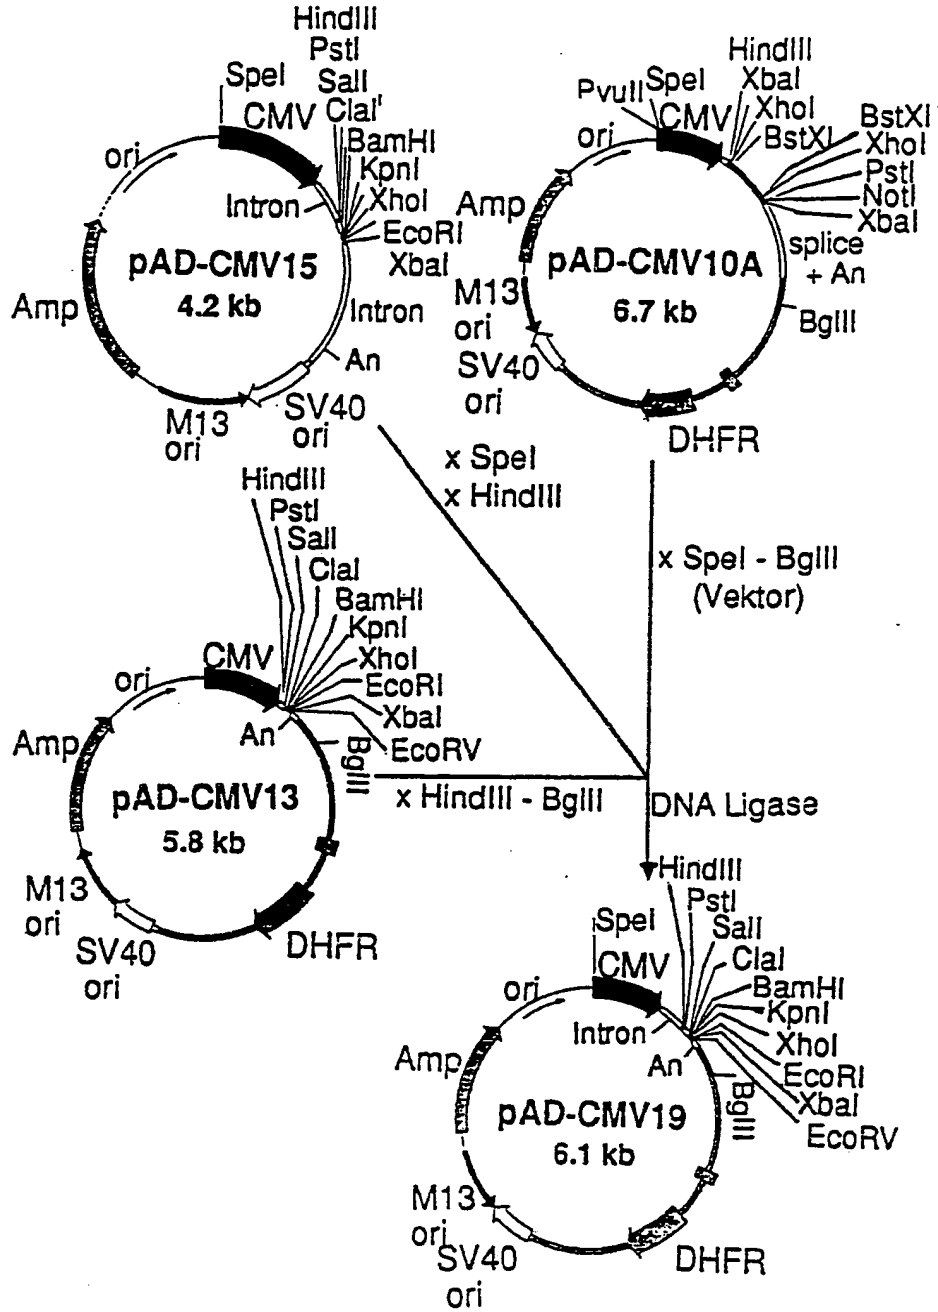 HindIII
PstI
SalI
ClaI'
SpeI
CMV
BamHI
KpnI
XhoI
EcoRI
XbaI
ori
Intron
Amp
pAD-CMV15
4.2 kb
Intron
An
SV40
ori
M13
ori
HindIII
XbaI
XhoI
BstXI
PvuII
SpeI
CMV
BstXI
XhoI
PstI
NotI
XbaI
ori
Amp
splice
+ An
pAD-CMV10A
6.7 kb
BglII
M13
ori
SV40
ori
DHFR
x SpeI
x HindIII
x SpeI - BglII
(Vektor)
HindIII
PstI
SalI
ClaI
BamHI
KpnI
XhoI
EcoRI
XbaI
EcoRV
CMV
ori
An
BglII
Amp
pAD-CMV13
5.8 kb
M13
ori
SV40
ori
DHFR
x HindIII - BglII
DNA Ligase
HindIII
PstI
SalI
ClaI
BamHI
KpnI
XhoI
EcoRI
XbaI
EcoRV
SpeI
CMV
ori
Intron
An
BglII
Amp
pAD-CMV19
6.1 kb
M13
ori
SV40
ori
DHFR